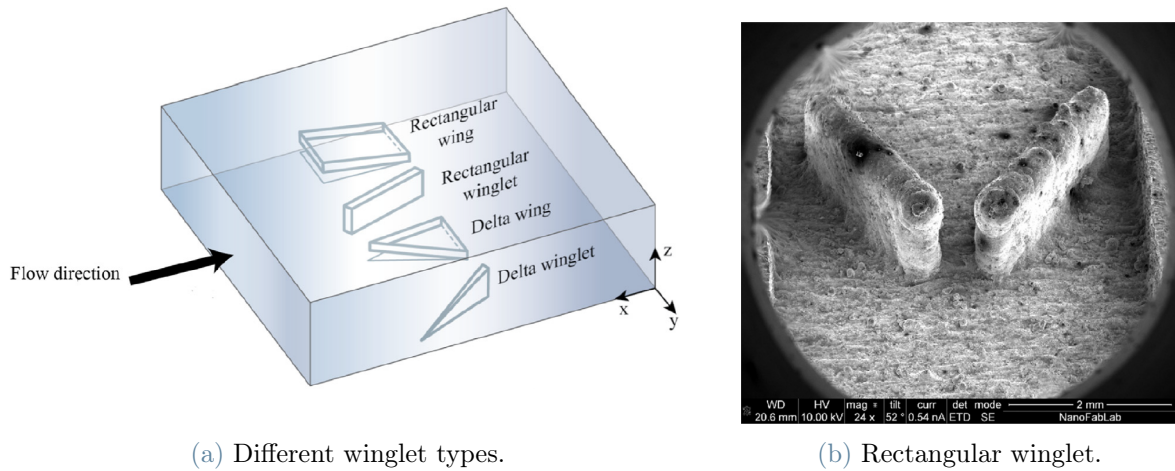 Rectangular
wing
Rectangular
winglet
Delta wing
Delta winglet
Flow direction
z
x
y
WD HV mag tilt curr det mode 2 mm
20.6 mm 10.00 kV 24 x 52 ° 0.54 nA ETD SE NanoFabLab
(a) Different winglet types.
(b) Rectangular winglet.